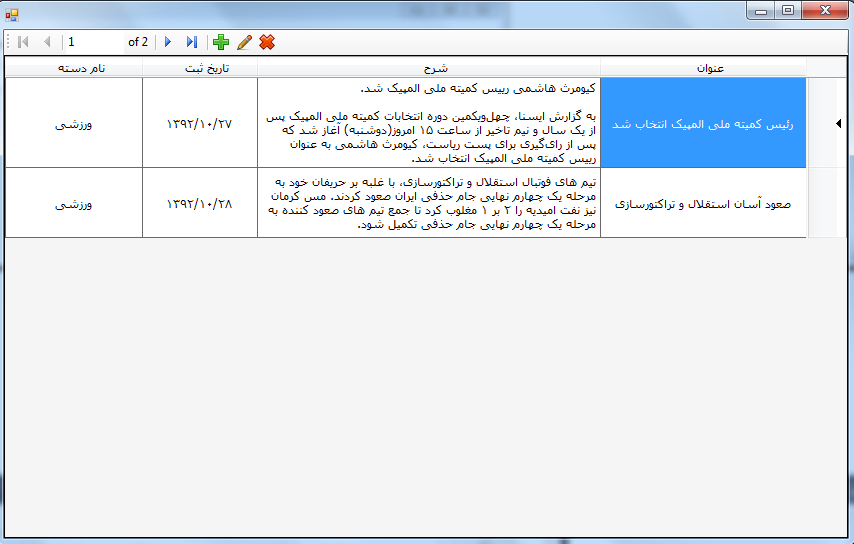 1 of 2
عنوان
شرح
تاریخ ثبت
نام دسته
رئیس کمیته ملی المپیک انتخاب شد
کیومرث هاشمی رییس کمیته ملی المپیک شد.
به گزارش ایسنا، چهل‌ویکمین دوره انتخابات کمیته ملی المپیک پس
از یک سال و نیم تاخیر از ساعت ۱۵ امروز(دوشنبه) آغاز شد که
پس از رای‌گیری برای پست ریاست، کیومرث هاشمی به عنوان
رییس کمیته ملی المپیک انتخاب شد.
۱۳۹۲/۱۰/۲۷
ورزشی
صعود آسان استقلال و تراکتورسازی
تیم های فوتبال استقلال و تراکتورسازی، با غلبه بر حریفان خود به
مرحله یک چهارم نهایی جام حذفی ایران صعود کردند. مس کرمان
نیز نفت امیدیه را ۲ بر ۱ مغلوب کرد تا جمع تیم های صعود کننده به
مرحله یک چهارم نهایی جام حذفی تکمیل شود.
۱۳۹۲/۱۰/۲۸
ورزشی